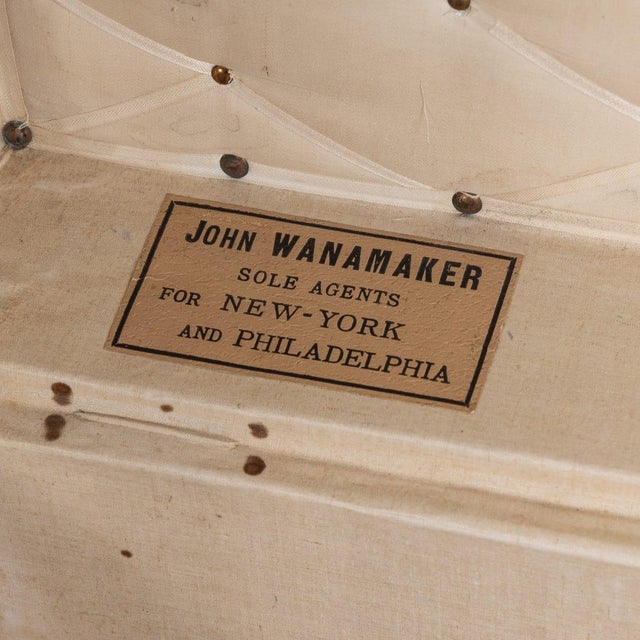 JOHN WANAMAKER
SOLE AGENTS
FOR NEW-YORK
AND PHILADELPHIA